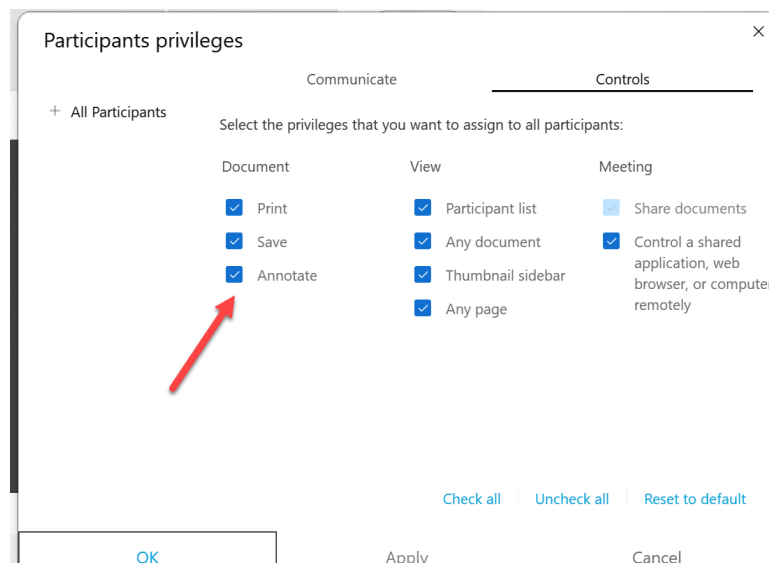 Participants privileges
Communicate
Controls
+ All Participants
Select the privileges that you want to assign to all participants:
Document
Print
Save
Annotate
View
Participant list
Any document
Thumbnail sidebar
Any page
Meeting
Share documents
Control a shared
application, web
browser, or computer
remotely
Check all
Uncheck all
Reset to default
OK
Apply
Cancel